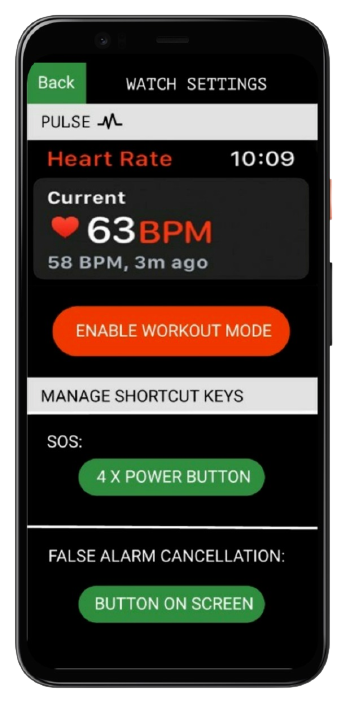 Back WATCH SETTINGS
PULSE
Heart Rate 10:09
Current
63BPM
58 BPM, 3m ago
ENABLE WORKOUT MODE
MANAGE SHORTCUT KEYS
SOS:
4 X POWER BUTTON
FALSE ALARM CANCELLATION:
BUTTON ON SCREEN